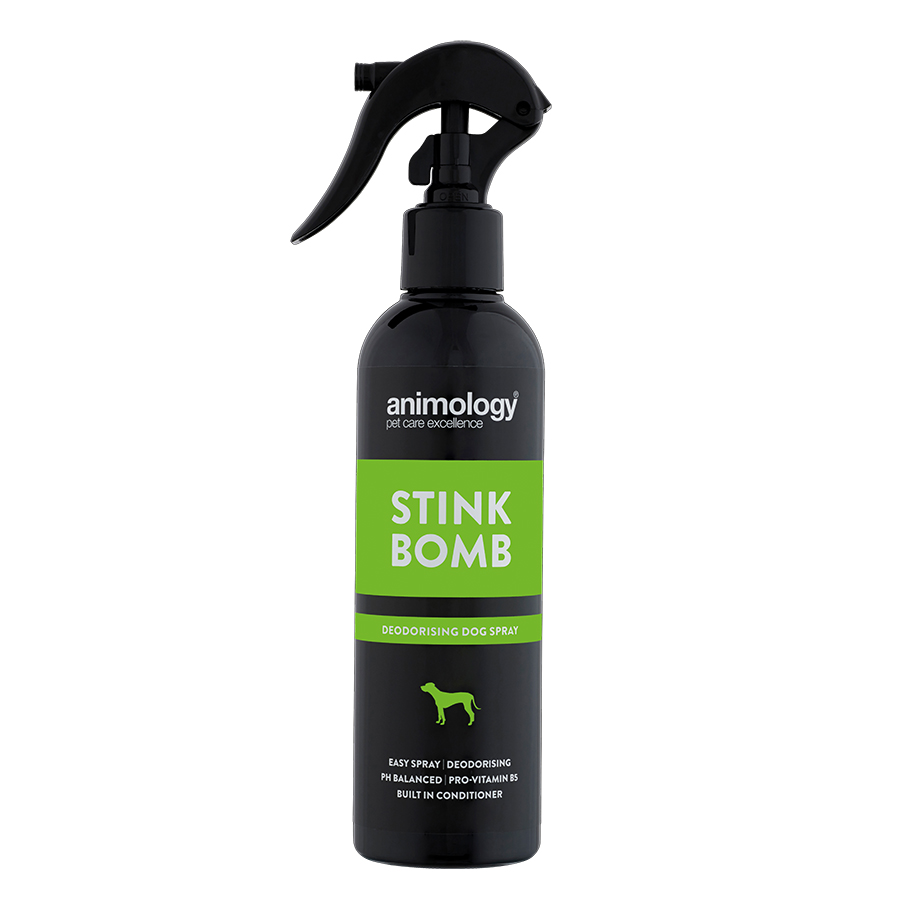 OPEN
animology®
pet care excellence
STINK
BOMB
DEODORISING DOG SPRAY
EASY SPRAY | DEODORISING
PH BALANCED | PRO-VITAMIN B5
BUILT IN CONDITIONER